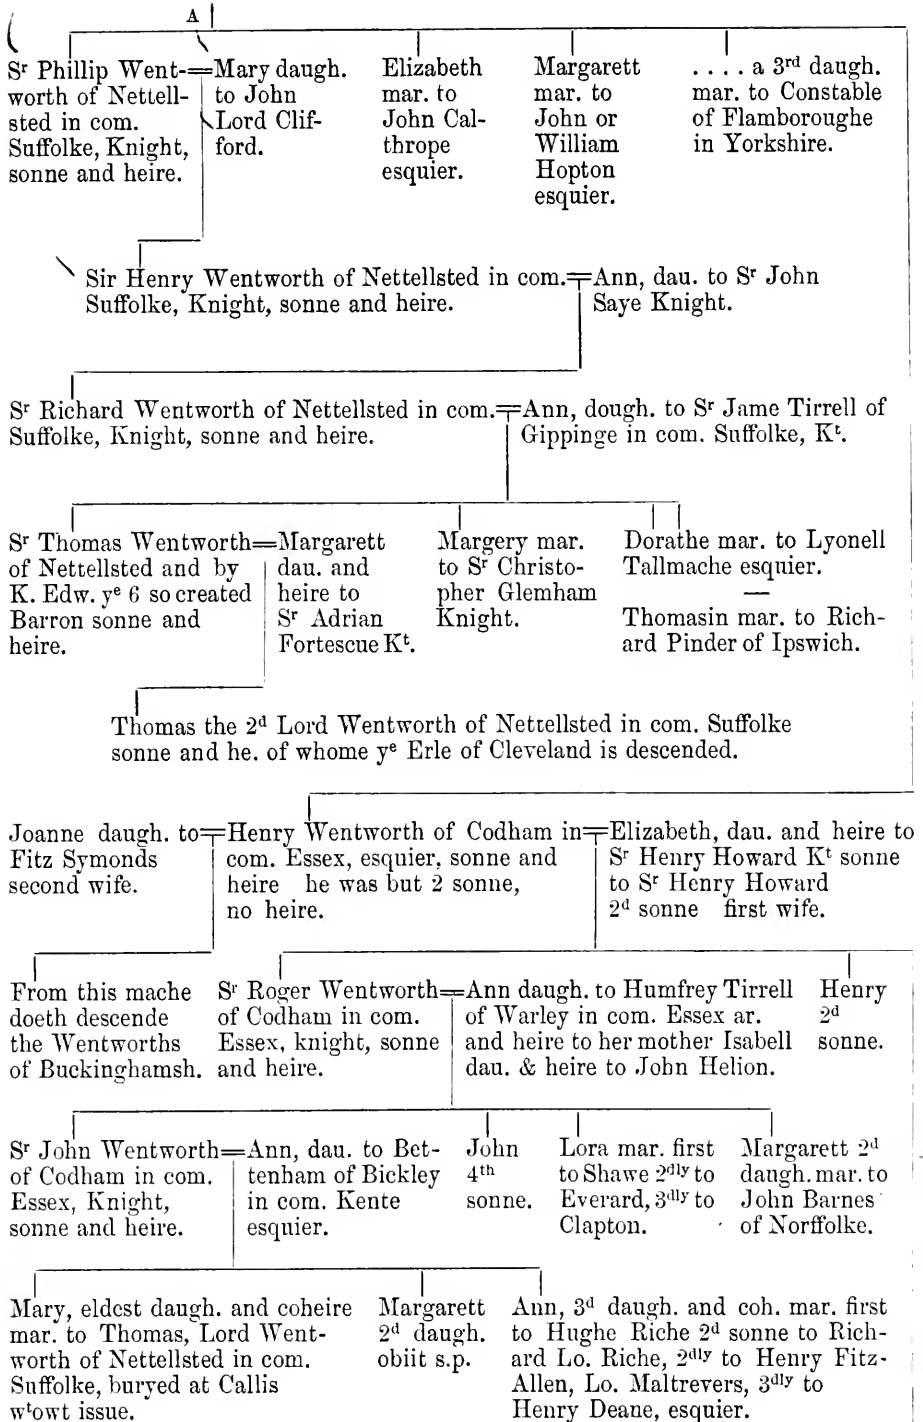 A
Sr Phillip Went-
worth of Nettell-
sted in com.
Suffolke, Knight,
sonne and heire.
Mary daugh.
to John
Lord Clif-
ford.
Elizabeth
mar. to
John Cal-
thrope
esquier.
Margarett
mar. to
John or
William
Hopton
esquier.
. . . . a 3rd daugh.
mar. to Constable
of Flamboroughe
in Yorkshire.
Sir Henry Wentworth of Nettellsted in com.
Suffolke, Knight, sonne and heire.
Ann, dau. to Sr John
Saye Knight.
Sr Richard Wentworth of Nettellsted in com.
Suffolke, Knight, sonne and heire.
Ann, dough. to Sr Jame Tirrell of
Gippinge in com. Suffolke, Kt.
Sr Thomas Wentworth
of Nettellsted and by
K. Edw. ye 6 so created
Barron sonne and
heire.
Margarett
dau. and
heire to
Sr Adrian
Fortescue Kt.
Margery mar.
to Sr Christo-
pher Glemham
Knight.
Dorathe mar. to Lyonell
Tallmache esquier.
—
Thomasin mar. to Rich-
ard Pinder of Ipswich.
Thomas the 2d Lord Wentworth of Nettellsted in com. Suffolke
sonne and he. of whome ye Erle of Cleveland is descended.
Joanne daugh. to
Fitz Symonds
second wife.
Henry Wentworth of Codham in
com. Essex, esquier, sonne and
heire he was but 2 sonne,
no heire.
Elizabeth, dau. and heire to
Sr Henry Howard Kt sonne
to Sr Henry Howard
2d sonne first wife.
From this mache
doeth descende
the Wentworths
of Buckinghamsh.
Sr Roger Wentworth
of Codham in com.
Essex, knight, sonne
and heire.
Ann daugh. to Humfrey Tirrell
of Warley in com. Essex ar.
and heire to her mother Isabell
dau. & heire to John Helion.
Henry
2d
sonne.
Sr John Wentworth
of Codham in com.
Essex, Knight,
sonne and heire.
Ann, dau. to Bet-
tenham of Bickley
in com. Kente
esquier.
John
4th
sonne.
Lora mar. first
to Shawe 2dly to
Everard, 3dly to
Clapton.
Margarett 2d
daugh. mar. to
John Barnes
of Norffolke.
Mary, eldest daugh. and coheire
mar. to Thomas, Lord Went-
worth of Nettellsted in com.
Suffolke, buryed at Callis
wtowt issue.
Margarett
2d daugh.
obiit s.p.
Ann, 3d daugh. and coh. mar. first
to Hughe Riche 2d sonne to Rich-
ard Lo. Riche, 2dly to Henry Fitz-
Allen, Lo. Maltrevers, 3dly to
Henry Deane, esquier.